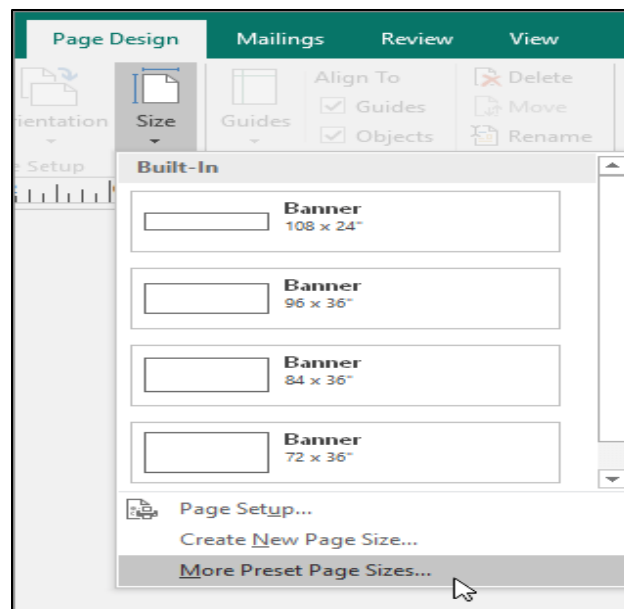 Page Design Mailings Review View
Align To Delete
rientation Size Guides Guides Move
Objects Rename
e Setup
Built-In
Banner
108 x 24"
Banner
96 x 36"
Banner
84 x 36"
Banner
72 x 36"
Page Setup...
Create New Page Size...
More Preset Page Sizes...